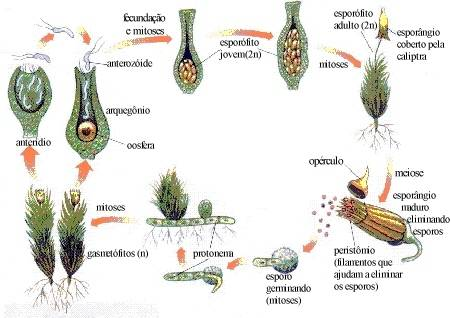 fecundação
e mitoses
anterozóide
esporófito
jovem(2n)
mitoses
esporófito
adulto (2n)
esporângio
coberto pela
caliptra
arquegônio
oosfera
anterídio
meiose
opérculo
esporângio
maduro
eliminando
esporos
peristômio
(filamentos que
ajudam a eliminar
os esporos)
esporo
germinando
(mitoses)
protonema
mitoses
gasmetófitos (n)